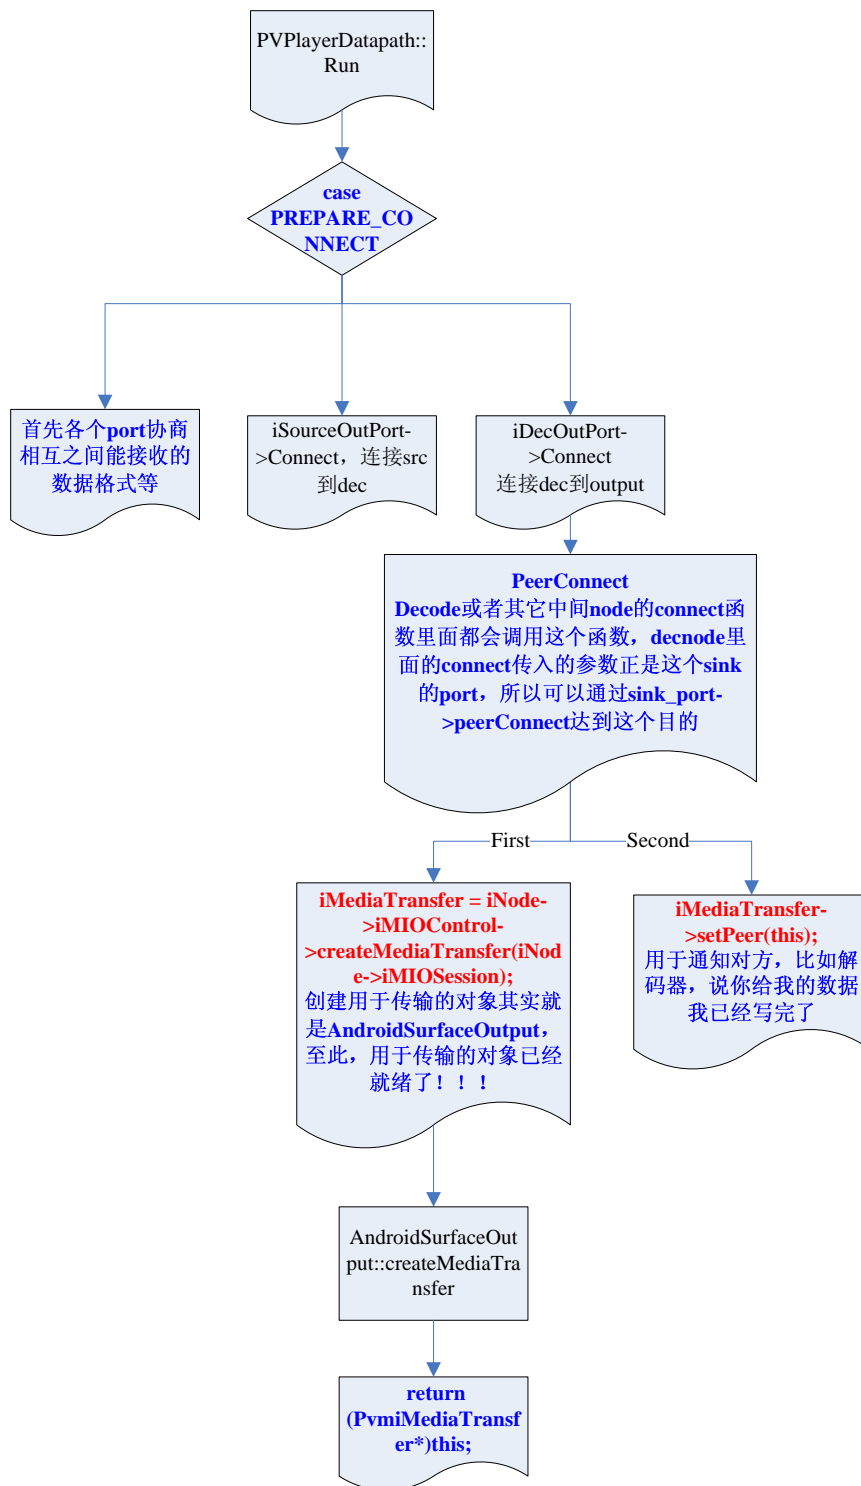 PVPlayerDatapath::
Run
case
PREPARE_CO
NNECT
首先各个port协商
相互之间能接收的
数据格式等
iSourceOutPort-
>Connect，连接src
到dec
iDecOutPort-
>Connect
连接dec到output
PeerConnect
Decode或者其它中间node的connect函
数里面都会调用这个函数，decnode里
面的connect传入的参数正是这个sink
的port，所以可以通过sink_port-
>peerConnect达到这个目的
First
Second
iMediaTransfer = iNode-
>iMIOControl-
>createMediaTransfer(iNod
e->iMIOSession);
创建用于传输的对象其实就
是AndroidSurfaceOutput，
至此，用于传输的对象已经
就绪了！！！
iMediaTransfer-
>setPeer(this);
用于通知对方，比如解
码器，说你给我的数据
我已经写完了
AndroidSurfaceOut
put::createMediaTra
nsfer
return
(PvmiMediaTransf
er*)this;